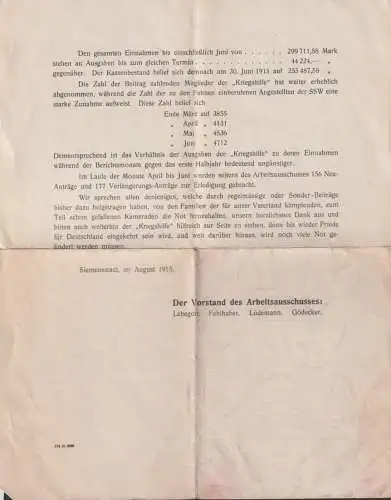 Den gesamten Einnahmen bis einschließlich Juni von . . . . . . 299 711,56 Mark
stehen an Ausgaben bis zum gleichen Termin . . . . . . . . . 44 224,— „
gegenüber. Der Kassenbestand belief sich demnach am 30. Juni 1915 auf 255 487,56 „
Die Zahl der Beitrag zahlenden Mitglieder der „Kriegshilfe" hat weiter erheblich
abgenommen, während die Zahl der zu den Fahnen einberufenen Angestellten der SSW eine
starke Zunahme aufweist. Diese Zahl belief sich
Ende März auf 3855
„ April „ 4131
„ Mai „ 4536
„ Juni „ 4712
Dementsprechend ist das Verhältnis der Ausgaben der „Kriegshilfe" zu deren Einnahmen
während der Berichtsmonate gegen das erste Halbjahr bedeutend ungünstiger.
Im Laufe der Monate April bis Juni wurden seitens des Arbeitsausschusses 156 Neu-
Anträge und 177 Verlängerungs-Anträge zur Erledigung gebracht.
Wir sprechen allen denjenigen, welche durch regelmässige oder Sonder-Beiträge
bisher dazu beigetragen haben, von den Familien der für unser Vaterland kämpfenden, zum
Teil schon gefallenen Kameraden die Not fernzuhalten, unsern herzlichsten Dank aus und
bitten auch weiterhin der „Kriegshilfe" hilfreich zur Seite zu stehen, denn bis wieder Friede
für Deutschland eingekehrt sein wird, und weit darüber hinaus, wird noch viele Not ge-
lindert werden müssen.
Siemensstadt, im August 1915.
Der Vorstand des Arbeitsausschusses:
Labegott, Fehlhaber, Lüdemann, Gödecker.